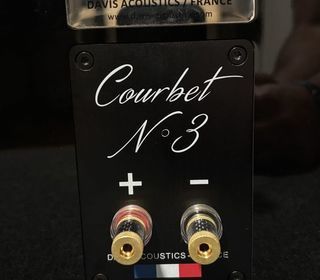 DAVIS ACOUSTICS / FRANCE
Courbet
N°3
+ −